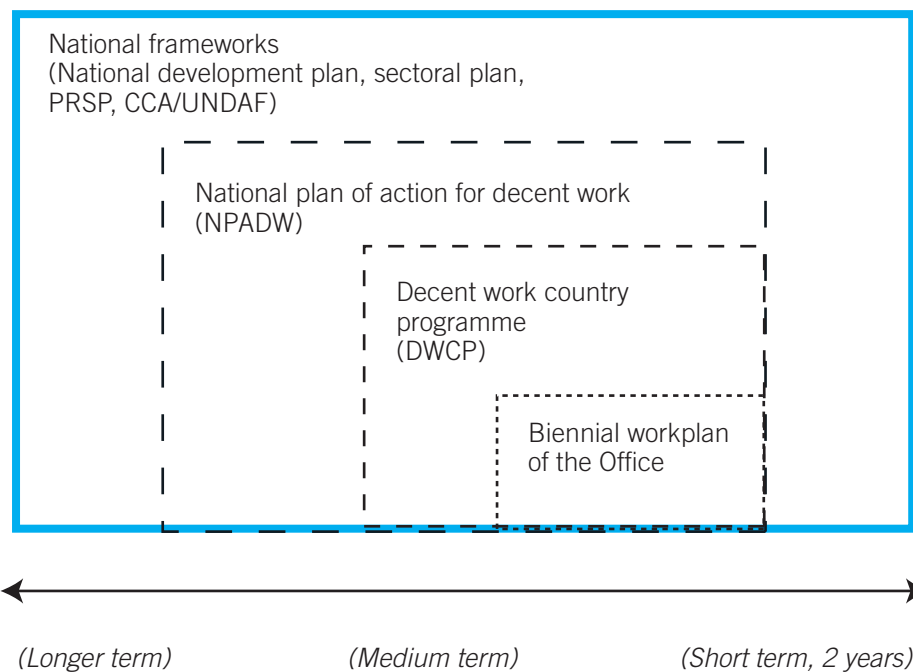 National frameworks
(National development plan, sectoral plan,
PRSP, CCA/UNDAF)
National plan of action for decent work
(NPADW)
Decent work country
programme
(DWCP)
Biennial workplan
of the Office
(Longer term)
(Medium term)
(Short term, 2 years)